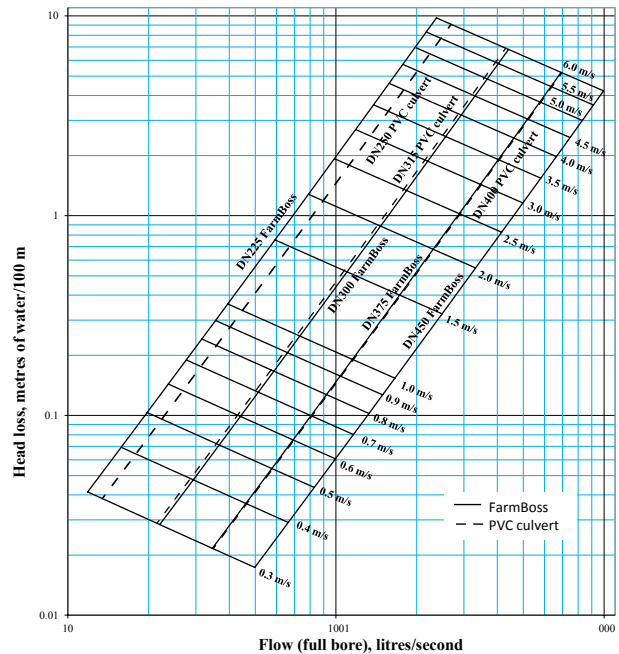 10
1
0.1
0.01
Head loss, metres of water/100 m
10
1001
000
Flow (full bore), litres/second
DN225 FarmBoss
DN250 PVC culvert
DN300 FarmBoss
DN315 PVC culvert
DN375 FarmBoss
DN400 PVC culvert
DN450 FarmBoss
6.0 m/s
5.5 m/s
5.0 m/s
4.5 m/s
4.0 m/s
3.5 m/s
3.0 m/s
2.5 m/s
2.0 m/s
1.5 m/s
1.0 m/s
0.9 m/s
0.8 m/s
0.7 m/s
0.6 m/s
0.5 m/s
0.4 m/s
0.3 m/s
FarmBoss
PVC culvert